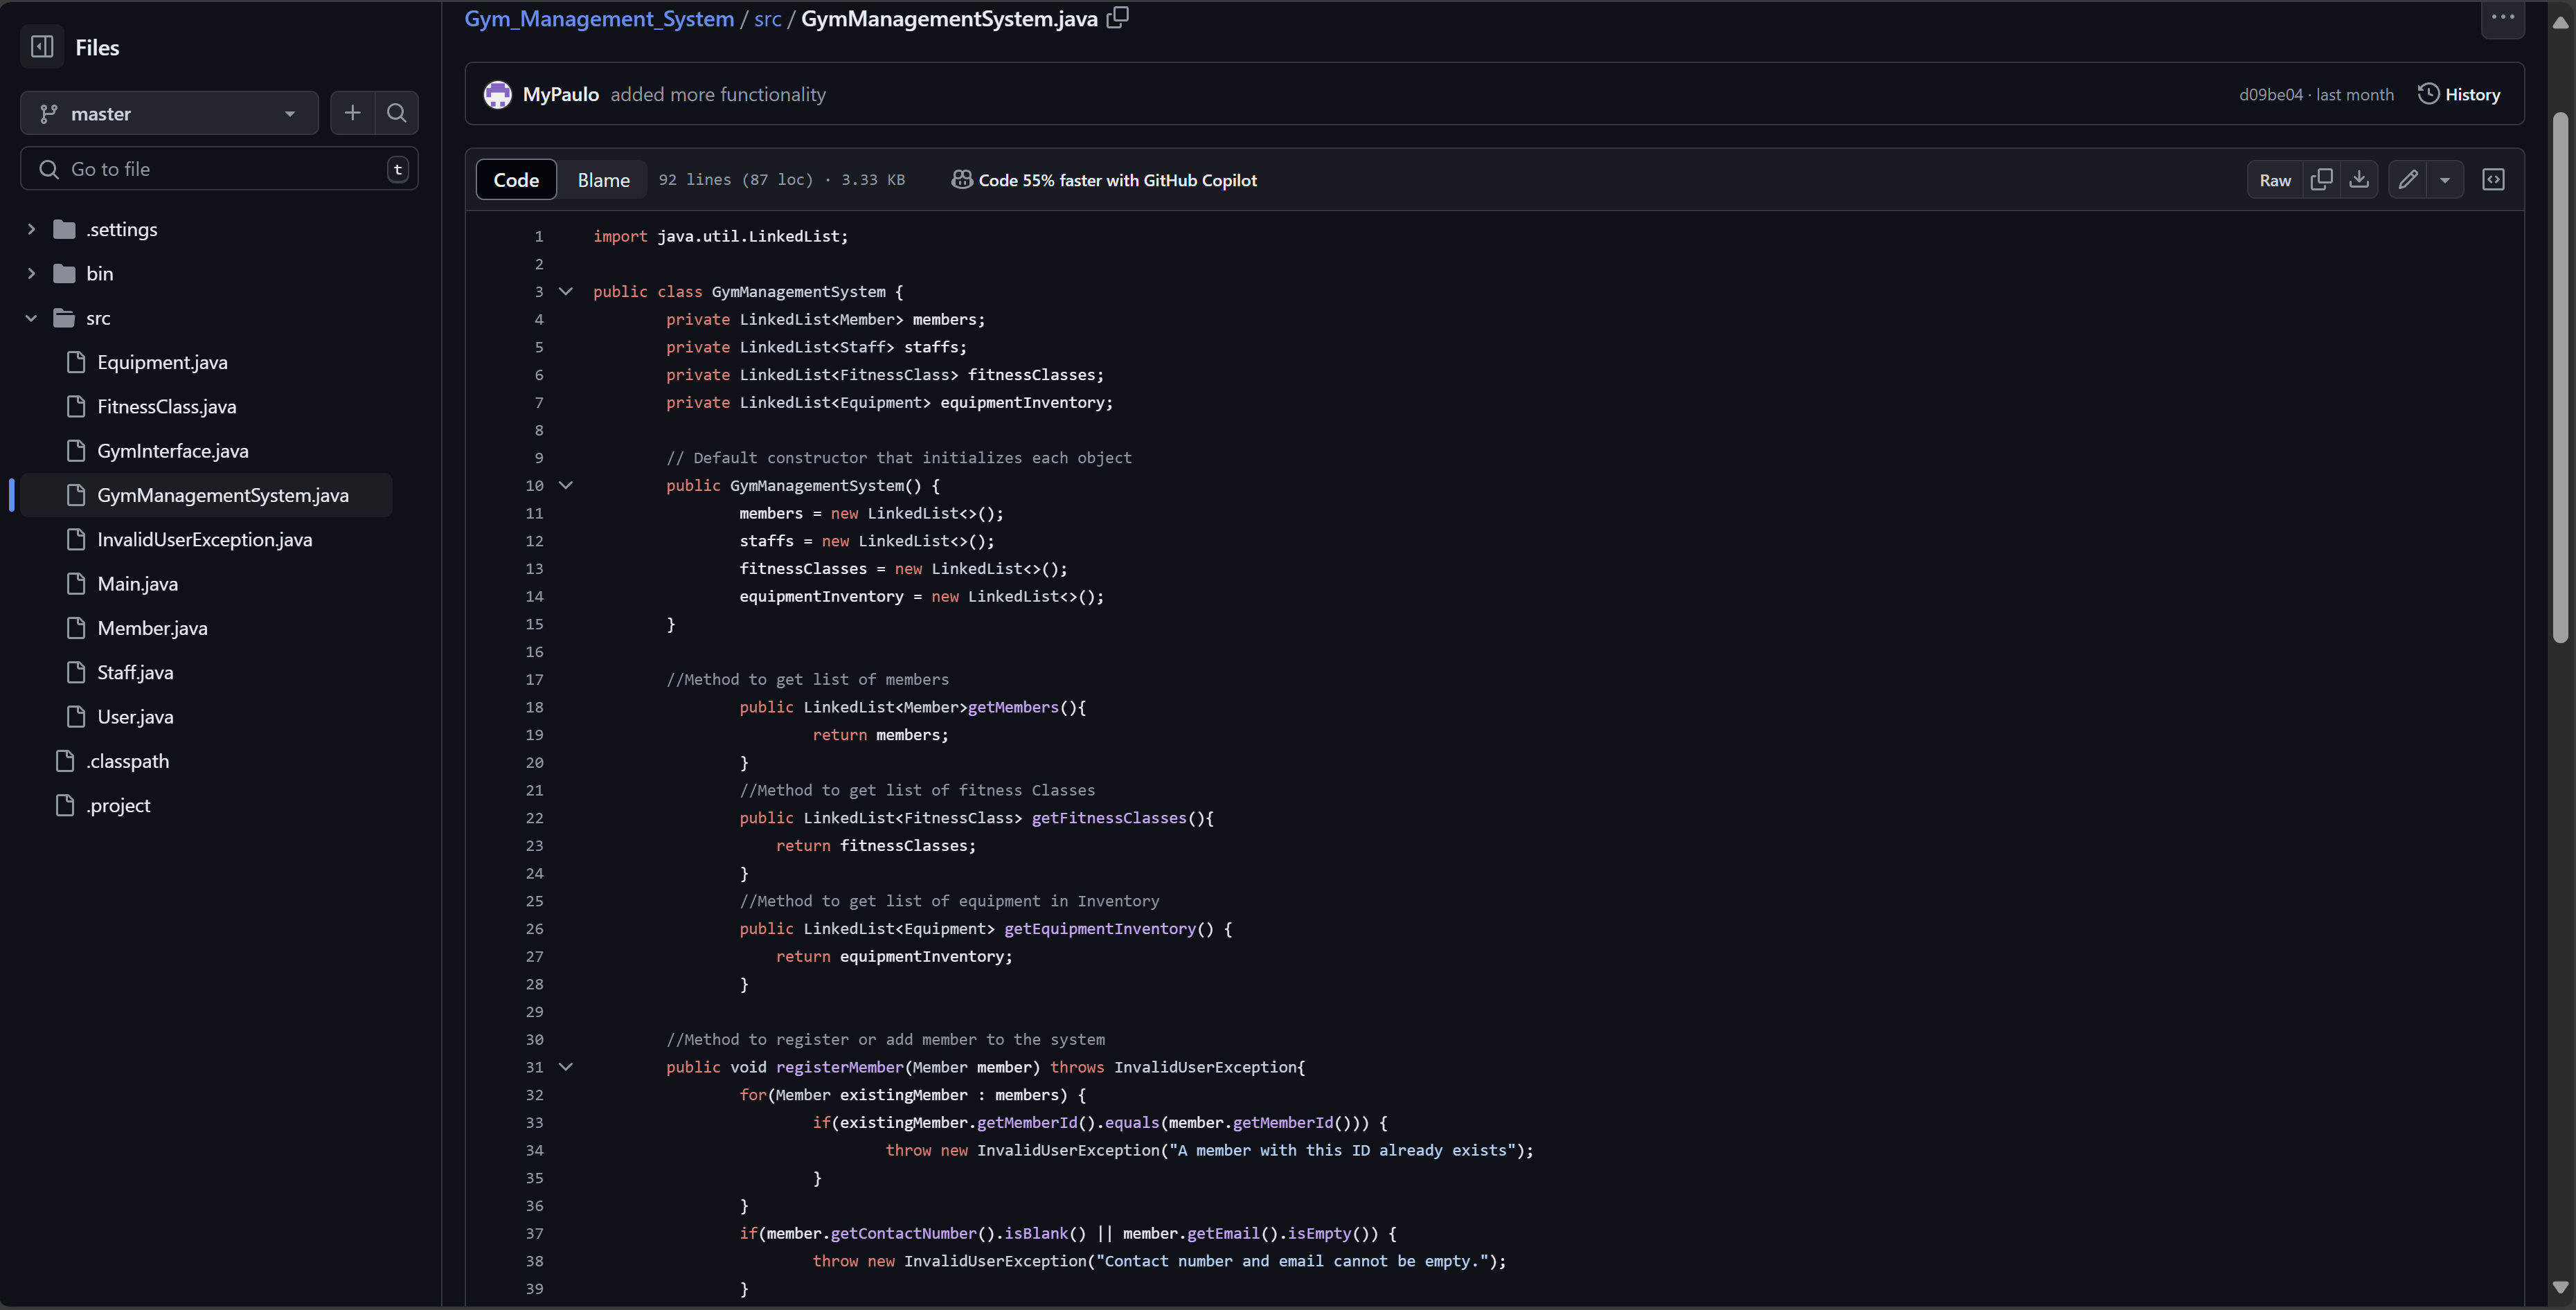 Files
master
Go to file
t
.settings
bin
src
Equipment.java
FitnessClass.java
GymInterface.java
GymManagementSystem.java
InvalidUserException.java
Main.java
Member.java
Staff.java
User.java
.classpath
.project
Gym_Management_System / src / GymManagementSystem.java
MyPaulo added more functionality d09be04 · last month History
Code Blame 92 lines (87 loc) · 3.33 KB Code 55% faster with GitHub Copilot Raw
1 import java.util.LinkedList;
2
3 public class GymManagementSystem {
4 private LinkedList<Member> members;
5 private LinkedList<Staff> staffs;
6 private LinkedList<FitnessClass> fitnessClasses;
7 private LinkedList<Equipment> equipmentInventory;
8
9 // Default constructor that initializes each object
10 public GymManagementSystem() {
11 members = new LinkedList<>();
12 staffs = new LinkedList<>();
13 fitnessClasses = new LinkedList<>();
14 equipmentInventory = new LinkedList<>();
15 }
16
17 //Method to get list of members
18 public LinkedList<Member>getMembers(){
19 return members;
20 }
21 //Method to get list of fitness Classes
22 public LinkedList<FitnessClass> getFitnessClasses(){
23 return fitnessClasses;
24 }
25 //Method to get list of equipment in Inventory
26 public LinkedList<Equipment> getEquipmentInventory() {
27 return equipmentInventory;
28 }
29
30 //Method to register or add member to the system
31 public void registerMember(Member member) throws InvalidUserException{
32 for(Member existingMember : members) {
33 if(existingMember.getMemberId().equals(member.getMemberId())) {
34 throw new InvalidUserException("A member with this ID already exists");
35 }
36 }
37 if(member.getContactNumber().isBlank() || member.getEmail().isEmpty()) {
38 throw new InvalidUserException("Contact number and email cannot be empty.");
39 }